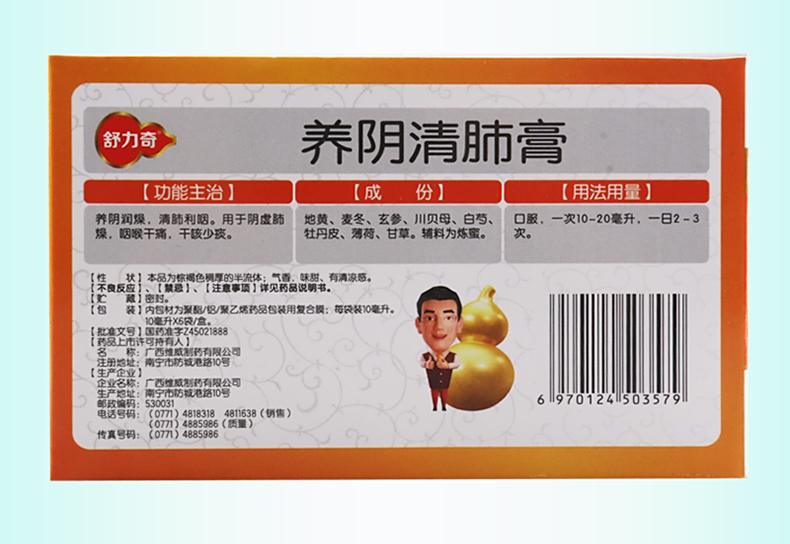 舒力奇
养阴清肺膏
【功能主治】
养阴润燥，清肺利咽。用于阴虚肺
燥，咽喉干痛，干咳少痰。
【成 份】
地黄、麦冬、玄参、川贝母、白芍、
牡丹皮、薄荷、甘草。辅料为炼蜜。
【用法用量】
口服，一次10-20毫升，一日2-3
次。
【性 状】本品为棕褐色稠厚的半流体；气香，味甜、有清凉感。
【不良反应】、【禁忌】、【注意事项】详见药品说明书。
【贮 藏】密封。
【包 装】内包材为聚酯/铝/聚乙烯药品包装用复合膜；每袋装10毫升。
10毫升X6袋/盒。
【批准文号】国药准字Z45021888
【药品上市许可持有人】
名 称：广西维威制药有限公司
注册地址：南宁市防城港路10号
【生产企业】
企业名称：广西维威制药有限公司
生产地址：南宁市防城港路10号
邮政编码：530031
电话号码：（0771）4818318 4811638（销售）
（0771）4885986（质量）
传真号码：（0771）4885986
6 970124 503579